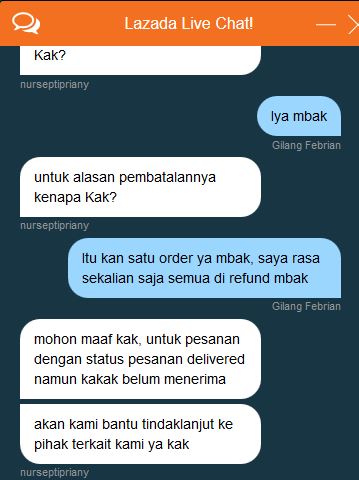 Lazada Live Chat!
Kak?
nurseptipriany
Iya mbak
Gilang Febrian
untuk alasan pembatalannya
kenapa Kak?
nurseptipriany
Itu kan satu order ya mbak, saya rasa
sekalian saja semua di refund mbak
Gilang Febrian
mohon maaf kak, untuk pesanan
dengan status pesanan delivered
namun kakak belum menerima
akan kami bantu tindaklanjut ke
pihak terkait kami ya kak
nurseptipriany